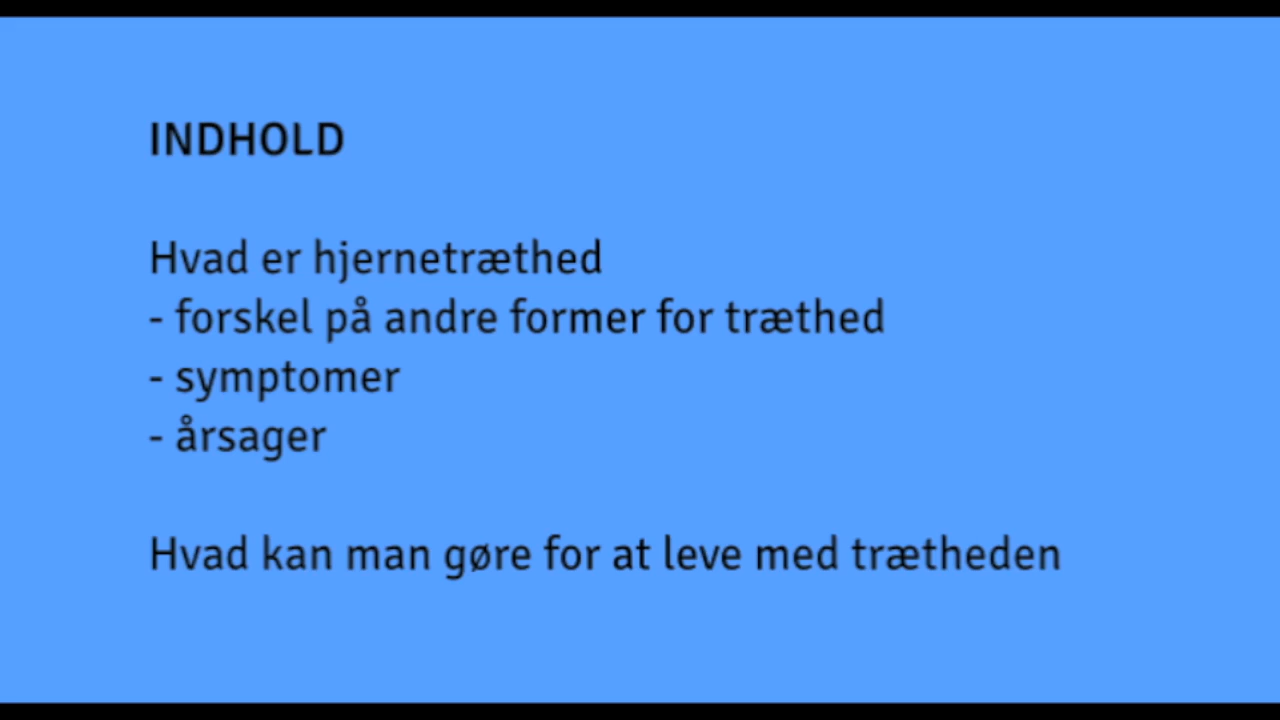 INDHOLD
Hvad er hjernetræthed
- forskel på andre former for træthed
- symptomer
- årsager
Hvad kan man gøre for at leve med trætheden